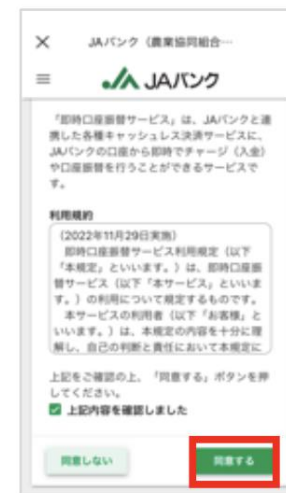 JAバンク（農業協同組合…
JAバンク
「即時口座振替サービス」は、JAバンクと連
携した各種キャッシュレス決済サービスに、
JAバンクの口座から即時でチャージ（入金）
や口座振替を行うことができるサービスで
す。
利用規約
（2022年11月29日実施）
即時口座振替サービス利用規定（以下
「本規定」といいます。）は、即時口座振
替サービス（以下「本サービス」といいま
す。）の利用について規定するものです。
本サービスの利用者（以下「お客様」と
いいます。）は、本規定の内容を十分に理
解し、自己の判断と責任において本規定に
上記をご確認の上、「同意する」ボタンを押
してください。
上記内容を確認しました
同意しない
同意する